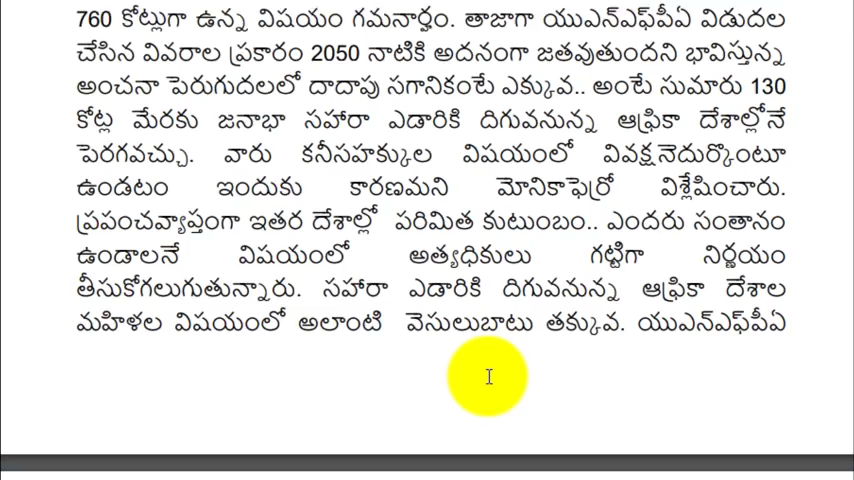 760 కోట్లుగా ఉన్న విషయం గమనార్హం. తాజాగా యుఎన్ఎఫ్‌పీఏ విడుదల
చేసిన వివరాల ప్రకారం 2050 నాటికి అదనంగా జతవుతుందని భావిస్తున్న
అంచనా పెరుగుదలలో దాదాపు సగానికంటే ఎక్కువ.. అంటే సుమారు 130
కోట్ల మేరకు జనాభా సహారా ఎడారికి దిగువనున్న ఆఫ్రికా దేశాల్లోనే
పెరగవచ్చు. వారు కనీసహక్కుల విషయంలో వివక్షనెదుర్కొంటూ
ఉండటం ఇందుకు కారణమని మోనికాఫెర్రో విశ్లేషించారు.
ప్రపంచవ్యాప్తంగా ఇతర దేశాల్లో పరిమిత కుటుంబం.. ఎందరు సంతానం
ఉండాలనే విషయంలో అత్యధికులు గట్టిగా నిర్ణయం
తీసుకోగలుగుతున్నారు. సహారా ఎడారికి దిగువనున్న ఆఫ్రికా దేశాల
మహిళల విషయంలో అలాంటి వెసులుబాటు తక్కువ. యుఎన్ఎఫ్‌పీఏ